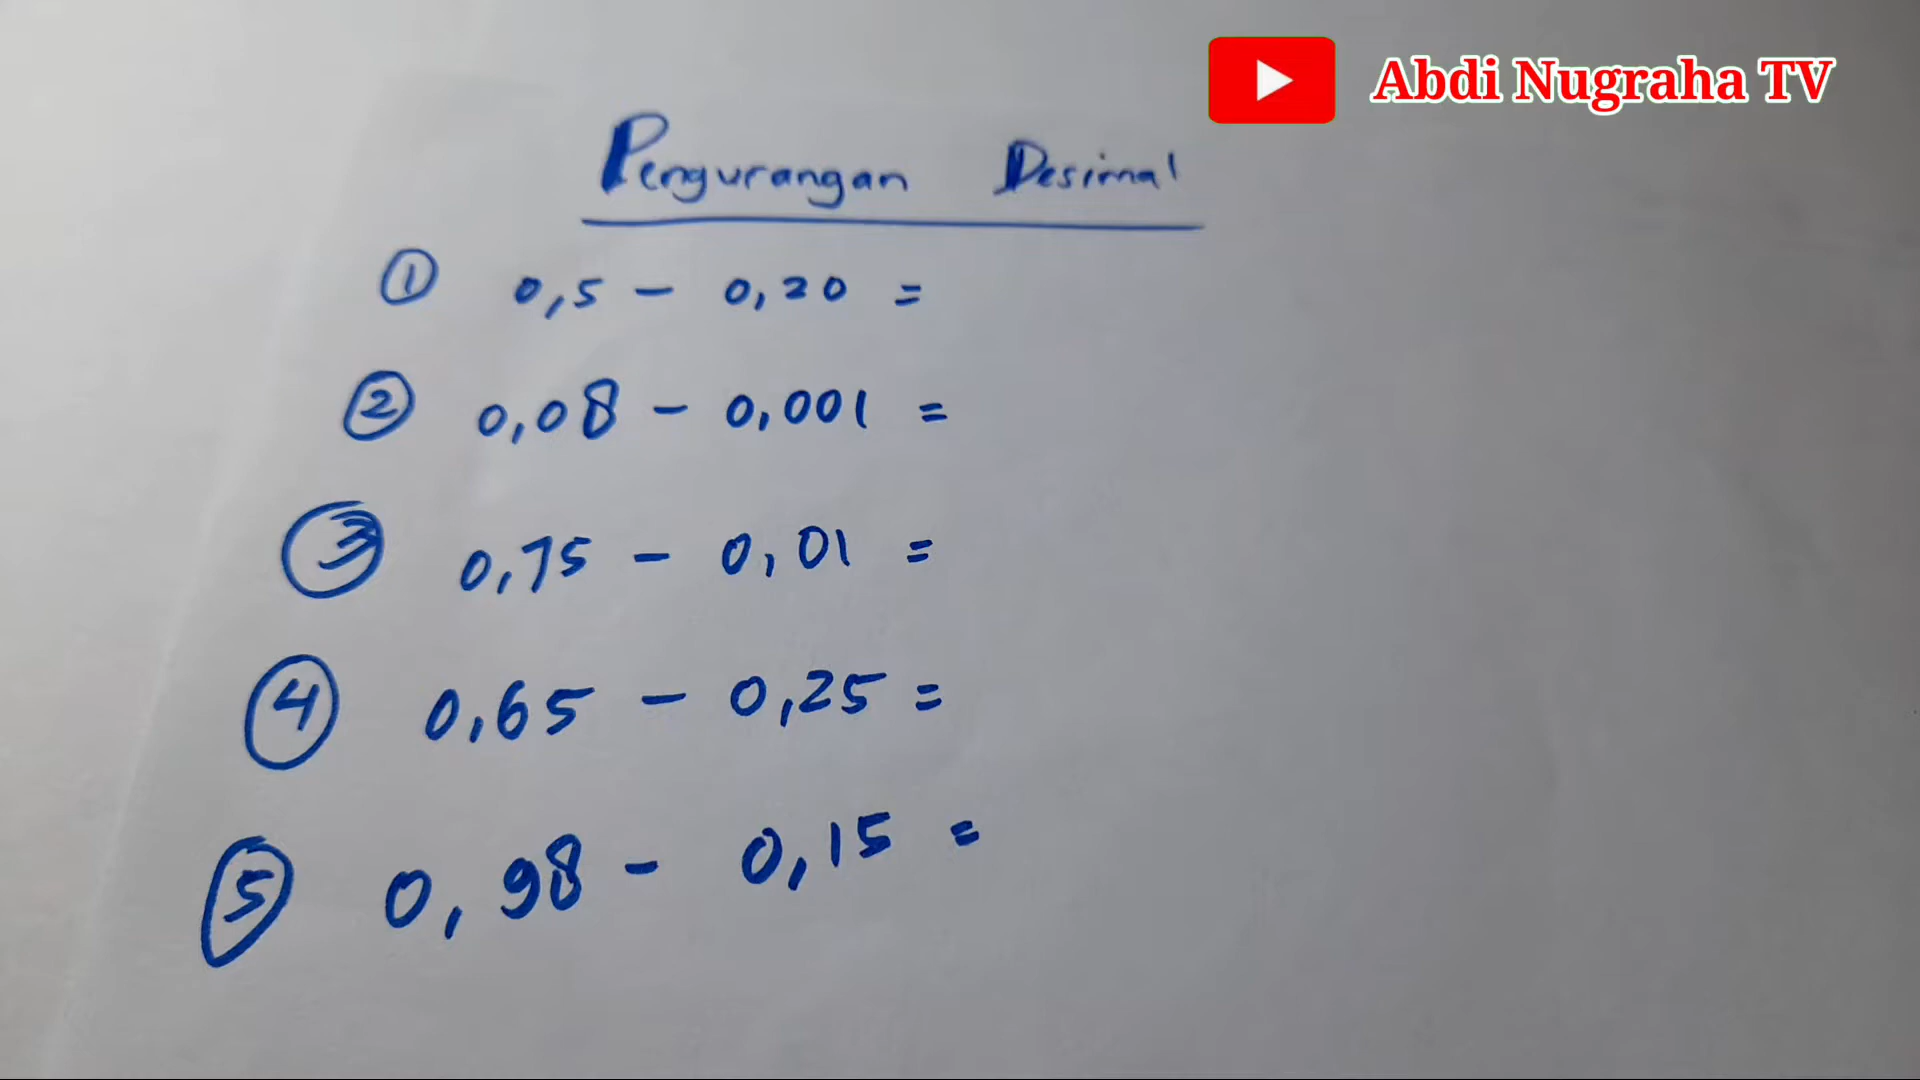 Abdi Nugraha TV
Pengurangan Desimal
① 0,5 - 0,20 =
② 0,08 - 0,001 =
③ 0,75 - 0,01 =
④ 0,65 - 0,25 =
⑤ 0,98 - 0,15 =